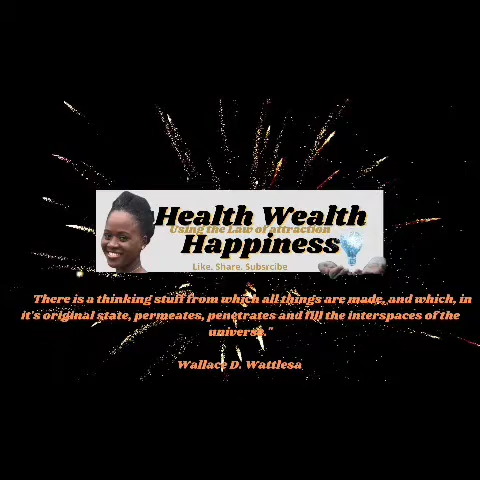 Health Wealth
Using the Law of attraction
Happiness
Like. Share. Subsrcibe
There is a thinking stuff from which all things are made, and which, in
it's original state, permeates, penetrates and fill the interspaces of the
universe."
Wallace D. Wattlesa